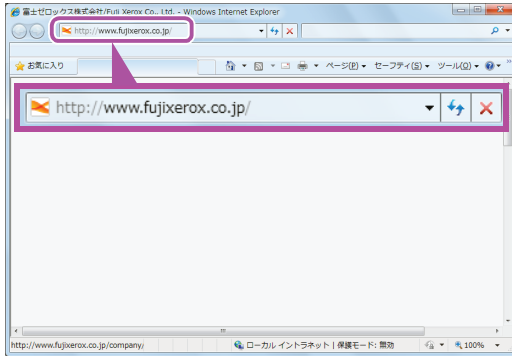 富士ゼロックス株式会社/Fuji Xerox Co., Ltd. - Windows Internet Explorer
http://www.fujixerox.co.jp/
お気に入り ページ(P) セーフティ(S) ツール(O)
http://www.fujixerox.co.jp/
http://www.fujixerox.co.jp/company/ ローカル イントラネット | 保護モード: 無効 100%